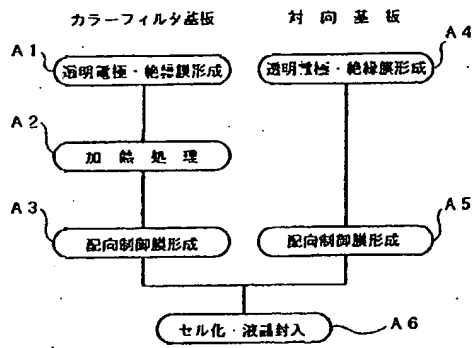 カラーフィルタ基板
対向基板
A1
透明電極・絶縁膜形成
A4
透明電極・絶縁膜形成
A2
加熱処理
A3
配向制御膜形成
A5
配向制御膜形成
セル化・液晶封入
A6